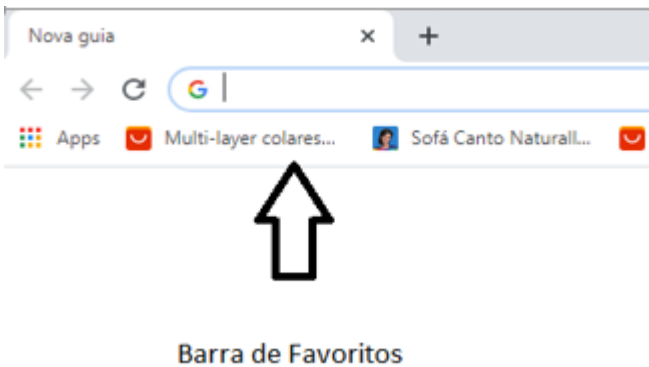 Nova guia
G
Apps Multi-layer colares... Sofá Canto Naturall...
Barra de Favoritos